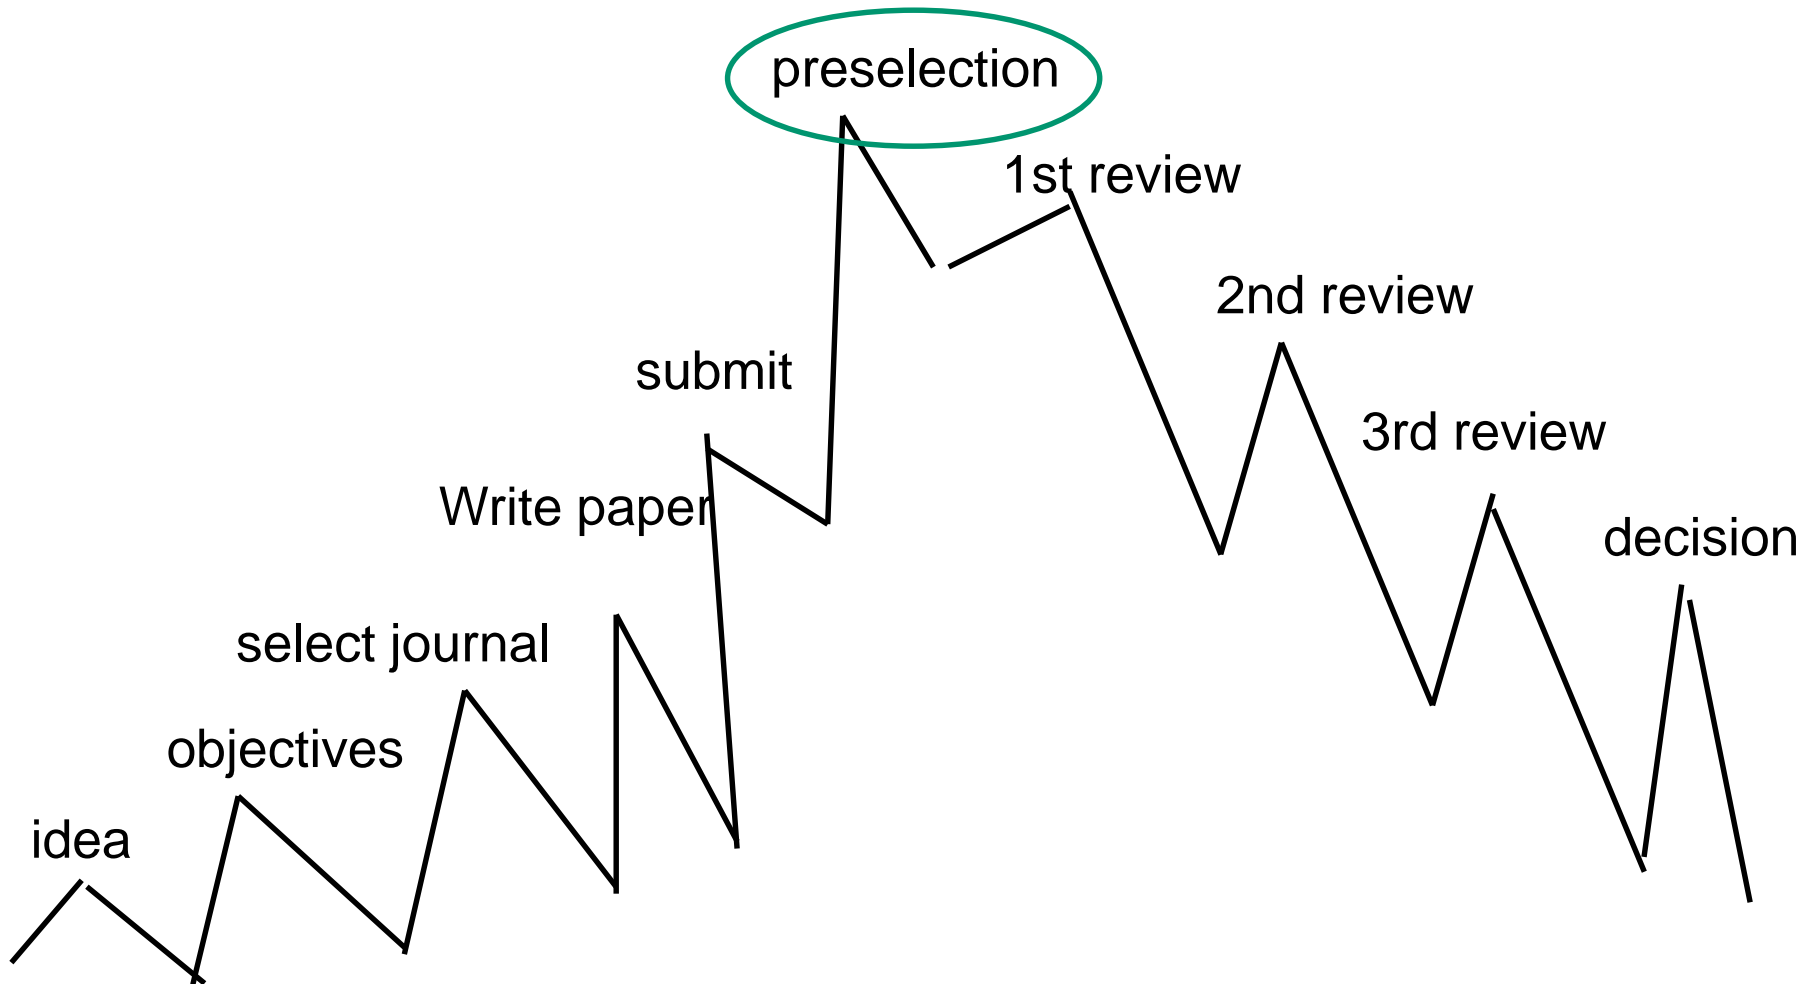 idea
objectives
select journal
Write paper
submit
preselection
1st review
2nd review
3rd review
decision